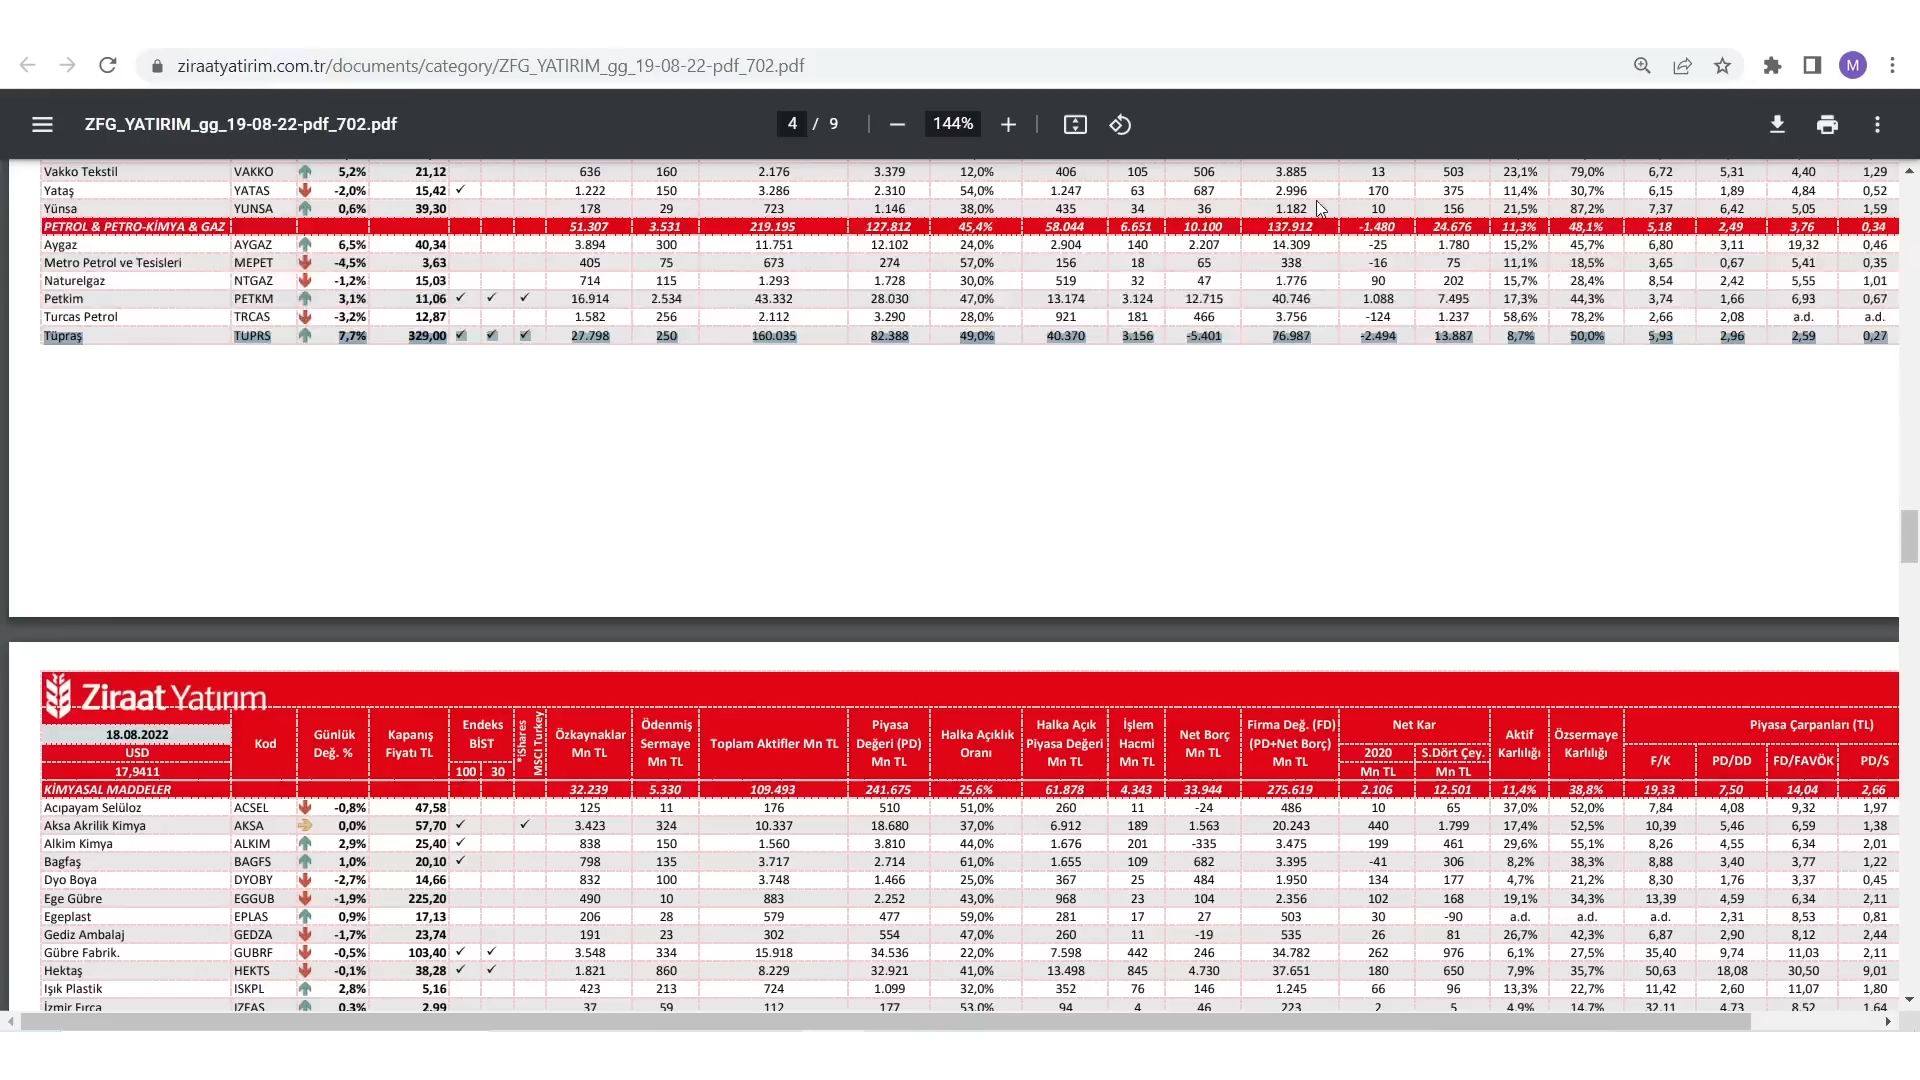 ziraatyatirim.com.tr/documents/category/ZFG_YATIRIM_gg_19-08-22-pdf_702.pdf
M
ZFG_YATIRIM_gg_19-08-22-pdf_702.pdf 4 / 9 144%
Vakko Tekstil VAKKO 5,2% 21,12 636 160 2.176 3.379 12,0% 406 105 506 3.885 13 503 23,1% 79,0% 6,72 5,31 4,40 1,29
Yataş YATAS -2,0% 15,42 ✓ 1.222 150 3.286 2.310 54,0% 1.247 63 687 2.996 170 375 11,4% 30,7% 6,15 1,89 4,84 0,52
Yünsa YUNSA 0,6% 39,30 178 29 723 1.146 38,0% 435 34 36 1.182 10 156 21,5% 87,2% 7,37 6,42 5,05 1,59
PETROL & PETRO-KİMYA & GAZ 51.307 3.531 219.195 127.812 45,4% 58.044 6.651 10.100 137.912 -1.480 24.676 11,3% 48,1% 5,18 2,49 3,76 0,34
Aygaz AYGAZ 6,5% 40,34 3.894 300 11.751 12.102 24,0% 2.904 140 2.207 14.309 -25 1.780 15,2% 45,7% 6,80 3,11 19,32 0,46
Metro Petrol ve Tesisleri MEPET -4,5% 3,63 405 75 673 274 57,0% 156 18 65 338 -16 75 11,1% 18,5% 3,65 0,67 5,41 0,35
Naturelgaz NTGAZ -1,2% 15,03 714 115 1.293 1.728 30,0% 519 32 47 1.776 90 202 15,7% 28,4% 8,54 2,42 5,55 1,01
Petkim PETKM 3,1% 11,06 ✓ ✓ ✓ 16.914 2.534 43.332 28.030 47,0% 13.174 3.124 12.715 40.746 1.088 7.495 17,3% 44,3% 3,74 1,66 6,93 0,67
Turcas Petrol TRCAS -3,2% 12,87 1.582 256 2.112 3.290 28,0% 921 181 466 3.756 -124 1.237 58,6% 78,2% 2,66 2,08 a.d. a.d.
Tüpraş TUPRS 7,7% 329,00 ✓ ✓ ✓ 27.798 250 160.035 82.388 49,0% 40.370 3.156 -5.401 76.987 -2.494 13.887 8,7% 50,0% 5,93 2,96 2,59 0,27
Ziraat Yatırım
18.08.2022
USD
17,9411
Kod
Günlük
Değ. %
Kapanış
Fiyatı TL
Endeks
BİST
100 30
*iShares
MSCI Turkey
Özkaynaklar
Mn TL
Ödenmiş
Sermaye
Mn TL
Toplam Aktifler Mn TL
Piyasa
Değeri (PD)
Mn TL
Halka Açıklık
Oranı
Halka Açık
Piyasa Değeri
Mn TL
İşlem
Hacmi
Mn TL
Net Borç
Mn TL
Firma Değ. (FD)
(PD+Net Borç)
Mn TL
Net Kar
2020 S.Dört Çey.
Mn TL Mn TL
Aktif
Karlılığı
Özsermaye
Karlılığı
Piyasa Çarpanları (TL)
F/K PD/DD FD/FAVÖK PD/S
KİMYASAL MADDELER 32.239 5.330 109.493 241.675 25,6% 61.878 4.343 33.944 275.619 2.106 12.501 11,4% 38,8% 19,33 7,50 14,04 2,66
Acıpayam Selüloz ACSEL -0,8% 47,58 125 11 176 510 51,0% 260 11 -24 486 10 65 37,0% 52,0% 7,84 4,08 9,32 1,97
Aksa Akrilik Kimya AKSA 0,0% 57,70 ✓ ✓ 3.423 324 10.337 18.680 37,0% 6.912 189 1.563 20.243 440 1.799 17,4% 52,5% 10,39 5,46 6,59 1,38
Alkim Kimya ALKIM 2,9% 25,40 ✓ 838 150 1.560 3.810 44,0% 1.676 201 -335 3.475 199 461 29,6% 55,1% 8,26 4,55 6,34 2,01
Bagfaş BAGFS 1,0% 20,10 ✓ 798 135 3.717 2.714 61,0% 1.655 109 682 3.395 -41 306 8,2% 38,3% 8,88 3,40 3,77 1,22
Dyo Boya DYOBY -2,7% 14,66 832 100 3.748 1.466 25,0% 367 25 484 1.950 134 177 4,7% 21,2% 8,30 1,76 3,37 0,45
Ege Gübre EGGUB -1,9% 225,20 490 10 883 2.252 43,0% 968 23 104 2.356 102 168 19,1% 34,3% 13,39 4,59 6,34 2,11
Egeplast EPLAS 0,9% 17,13 206 28 579 477 59,0% 281 17 27 503 30 -90 a.d. a.d. a.d. 2,31 8,53 0,81
Gediz Ambalaj GEDZA -1,7% 23,74 191 23 302 554 47,0% 260 11 -19 535 26 81 26,7% 42,3% 6,87 2,90 8,12 2,44
Gübre Fabrik. GUBRF -0,5% 103,40 ✓ ✓ 3.548 334 15.918 34.536 22,0% 7.598 442 246 34.782 262 976 6,1% 27,5% 35,40 9,74 11,03 2,11
Hektaş HEKTS -0,1% 38,28 ✓ ✓ 1.821 860 8.229 32.921 41,0% 13.498 845 4.730 37.651 180 650 7,9% 35,7% 50,63 18,08 30,50 9,01
Işık Plastik ISKPL 2,8% 5,16 423 213 724 1.099 32,0% 352 76 146 1.245 66 96 13,3% 22,7% 11,42 2,60 11,07 1,80
İzmir Fırça IZFAS 0,3% 2,99 37 59 112 177 53,0% 94 4 46 223 2 5 4,9% 14,7% 32,11 4,73 8,52 1,64